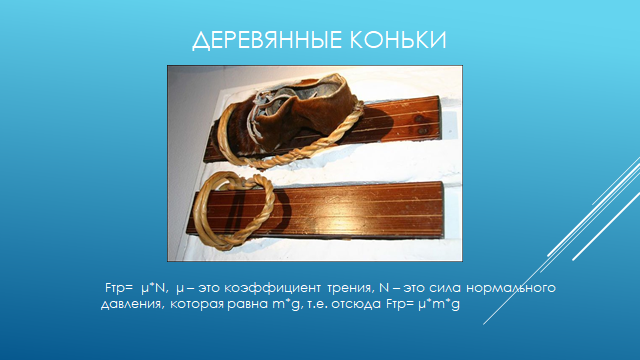 ДЕРЕВЯННЫЕ КОНЬКИ
Fтр= µ*N, µ – это коэффициент трения, N – это сила нормального
давления, которая равна m*g, т.е. отсюда Fтр= µ*m*g